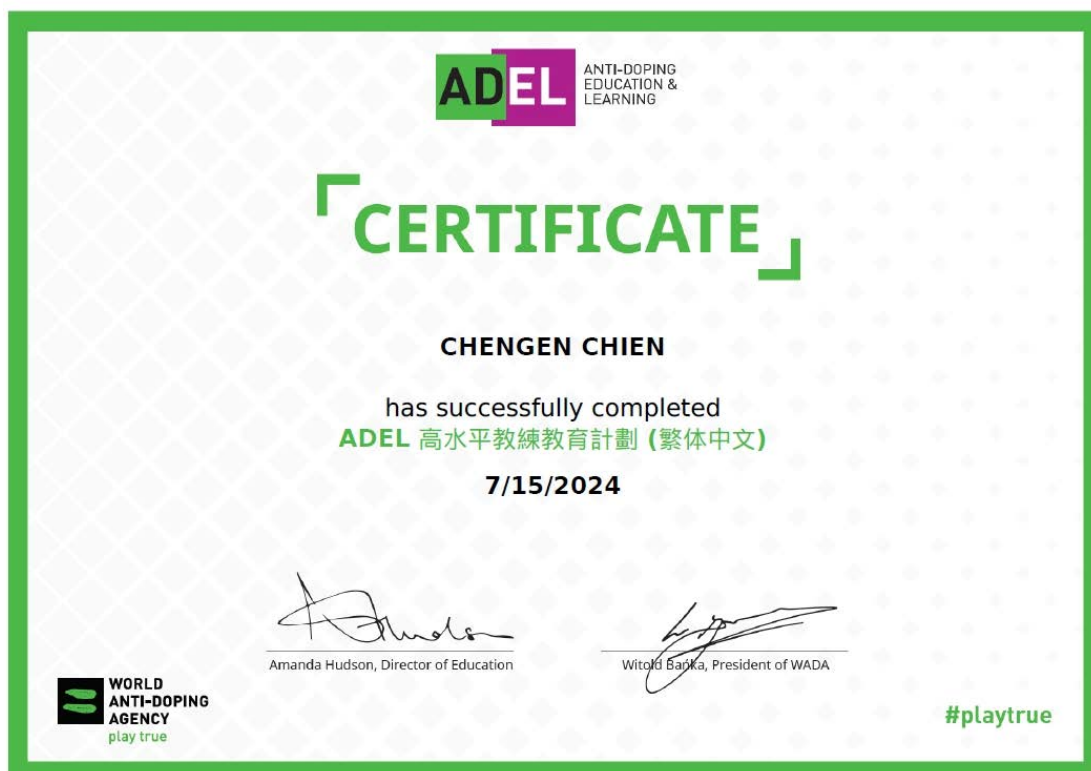 ADEL
ANTI-DOPING
EDUCATION &
LEARNING
CERTIFICATE
CHENGEN CHIEN
has successfully completed
ADEL 高水平教練教育計劃 (繁体中文)
7/15/2024
Amanda Hudson, Director of Education
Witold Bańka, President of WADA
WORLD
ANTI-DOPING
AGENCY
play true
#playtrue